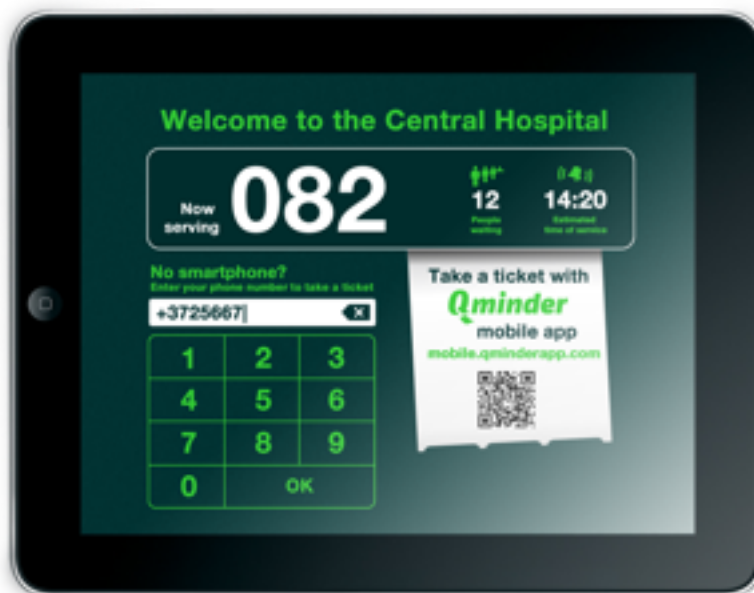 Welcome to the Central Hospital
Now
serving
082
12
People
waiting
14:20
Estimated
time of service
No smartphone?
Enter your phone number to take a ticket
+3725667
1 2 3
4 5 6
7 8 9
0 OK
Take a ticket with
Qminder
mobile app
mobile.qminderapp.com